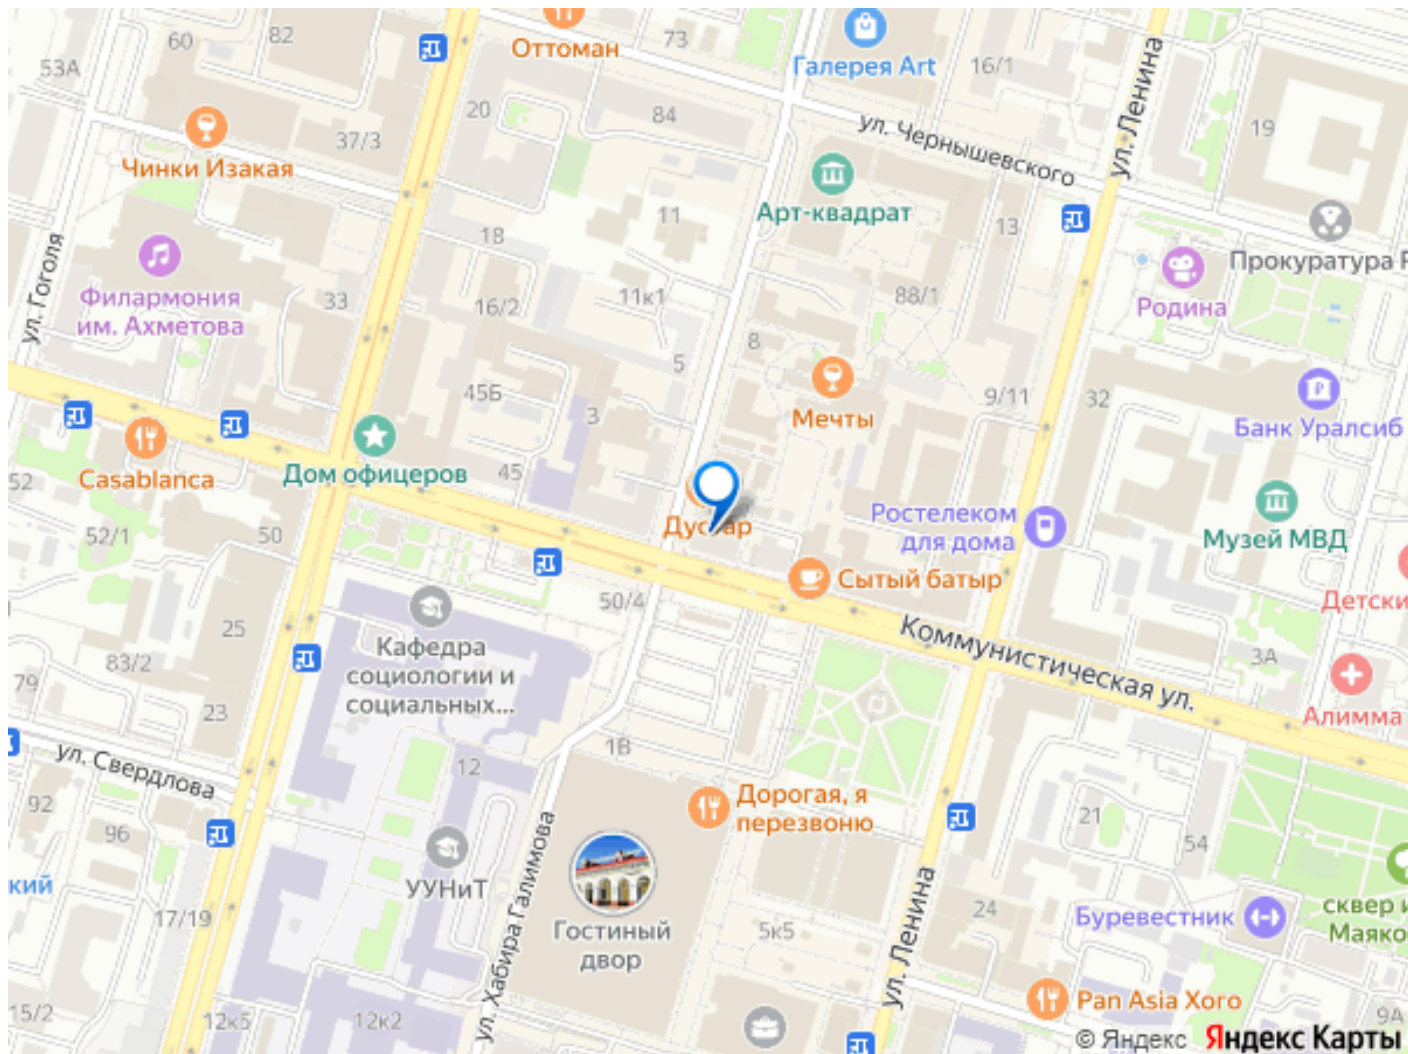 82
60
53А
Оттоман
73
Галерея Art
16/1
ул. Ленина
20
84
37/3
ул. Чернышевского
19
Чинки Изакая
Арт-квадрат
11
13
18
Прокуратура Р
ул. Гоголя
Филармония
им. Ахметова
33
16/2
11к1
88/1
Родина
8
5
45Б
3
Мечты
9/11
32
Банк Уралсиб
Casablanca
Дом офицеров
45
52
52/1
50
Ростелеком
для дома
Музей МВД
Сытый батыр
50/4
Детски
25
Кафедра
социологии и
социальных...
Коммунистическая ул.
83/2
79
23
3А
Алимма
ул. Свердлова
1В
12
92
96
Дорогая, я
перезвоню
21
54
ул. Хабира Галимова
УУНиТ
кий
17/19
Гостиный
двор
5к5
ул. Ленина
24
Буревестник
сквер и
Маяко
15/2
12к5
12к2
Pan Asia Xoro
9А
© Яндекс Яндекс Карты